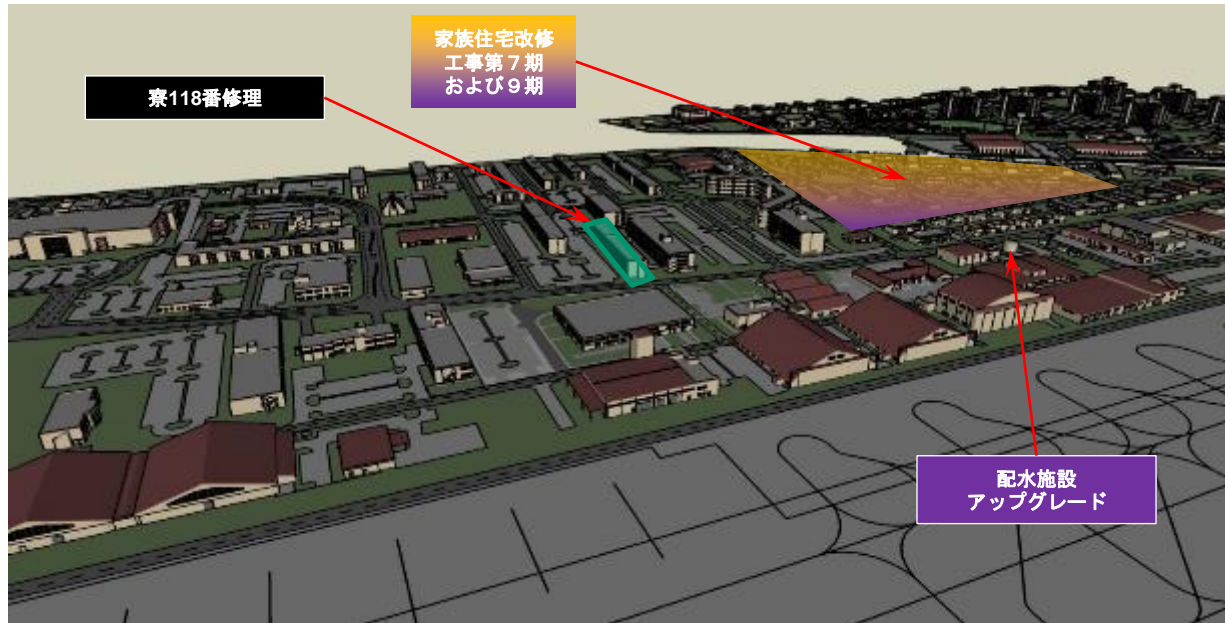 家族住宅改修
工事第７期
および９期
寮118番修理
配水施設
アップグレード